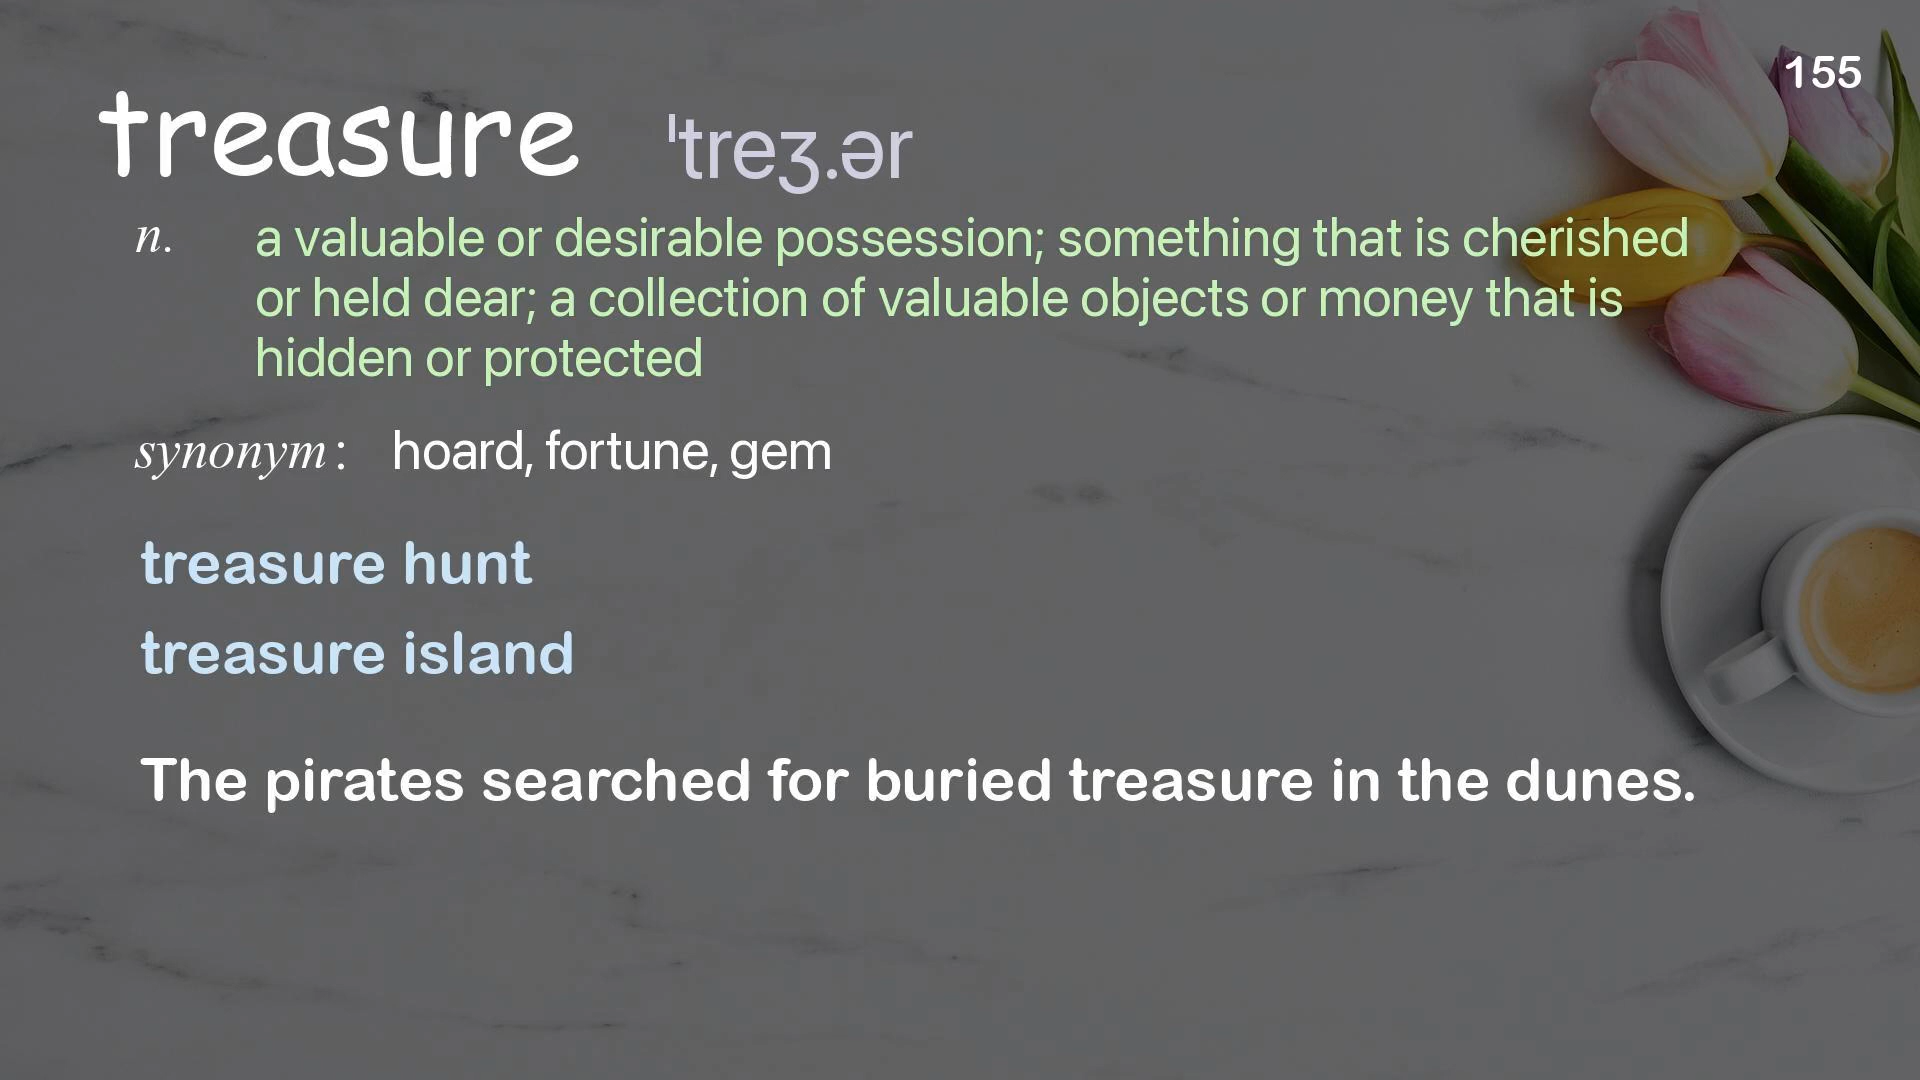 155
treasure ˈtreʒ.ər
n. a valuable or desirable possession; something that is cherished
or held dear; a collection of valuable objects or money that is
hidden or protected
synonym: hoard, fortune, gem
treasure hunt
treasure island
The pirates searched for buried treasure in the dunes.